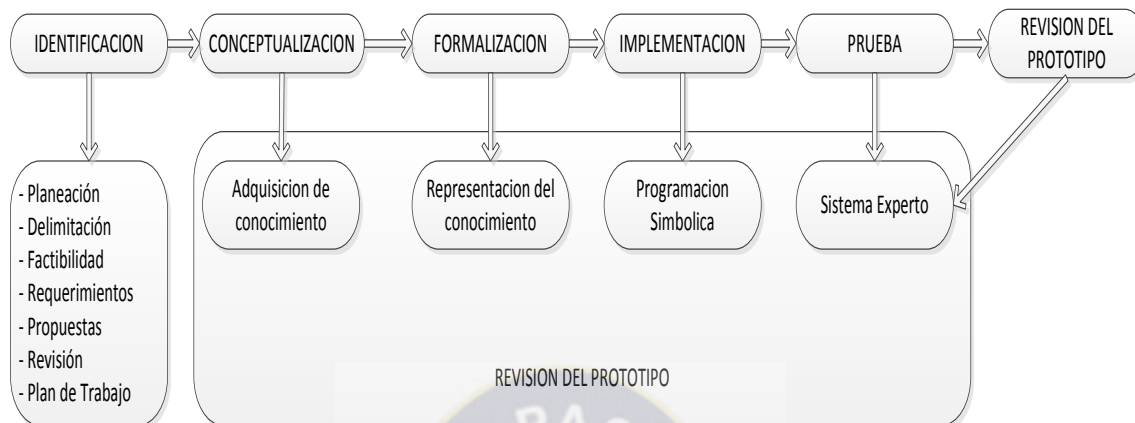 IDENTIFICACION
CONCEPTUALIZACION
FORMALIZACION
IMPLEMENTACION
PRUEBA
REVISION DEL
PROTOTIPO
- Planeación
- Delimitación
- Factibilidad
- Requerimientos
- Propuestas
- Revisión
- Plan de Trabajo
Adquisicion de
conocimiento
Representacion del
conocimiento
Programacion
Simbolica
Sistema Experto
REVISION DEL PROTOTIPO